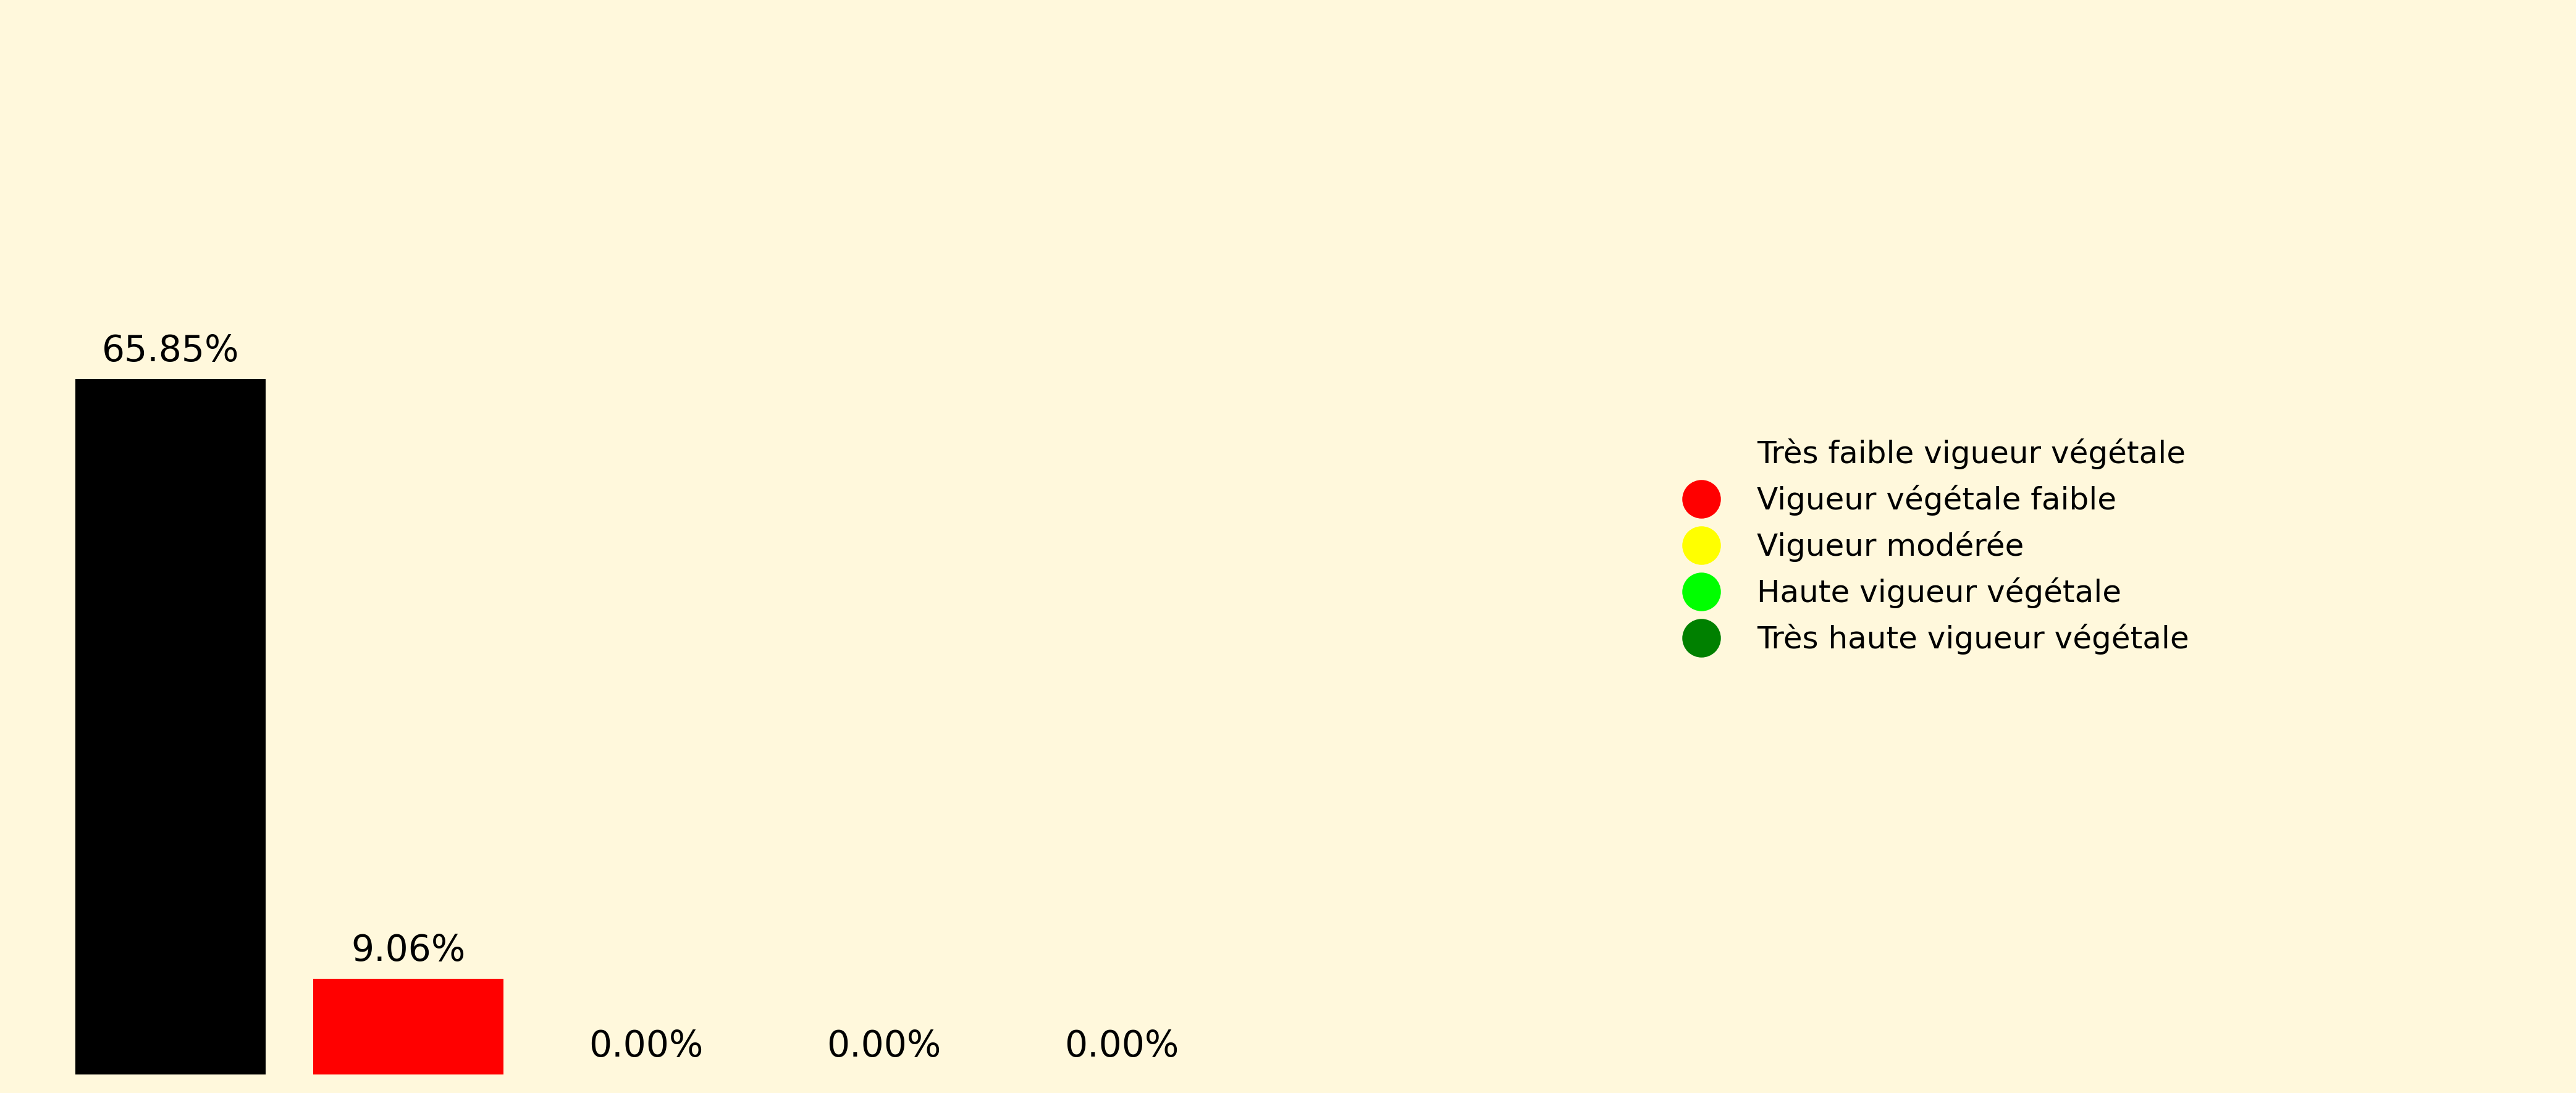 65.85%
9.06%
0.00%
0.00%
0.00%
Très faible vigueur végétale
Vigueur végétale faible
Vigueur modérée
Haute vigueur végétale
Très haute vigueur végétale